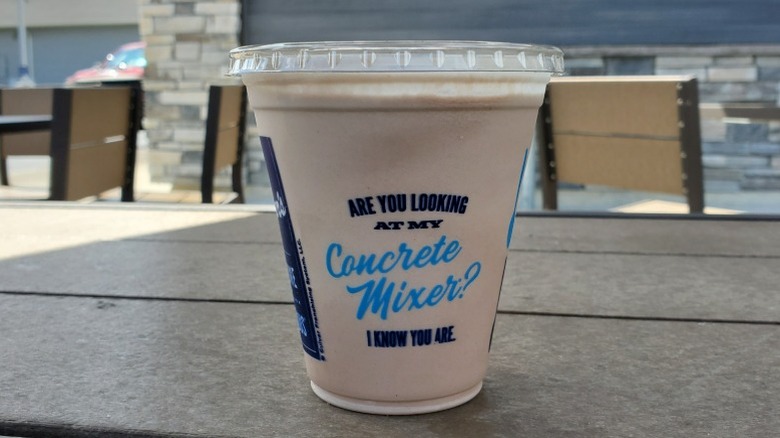 ARE YOU LOOKING
AT MY
Concrete
Mixer?
I KNOW YOU ARE.